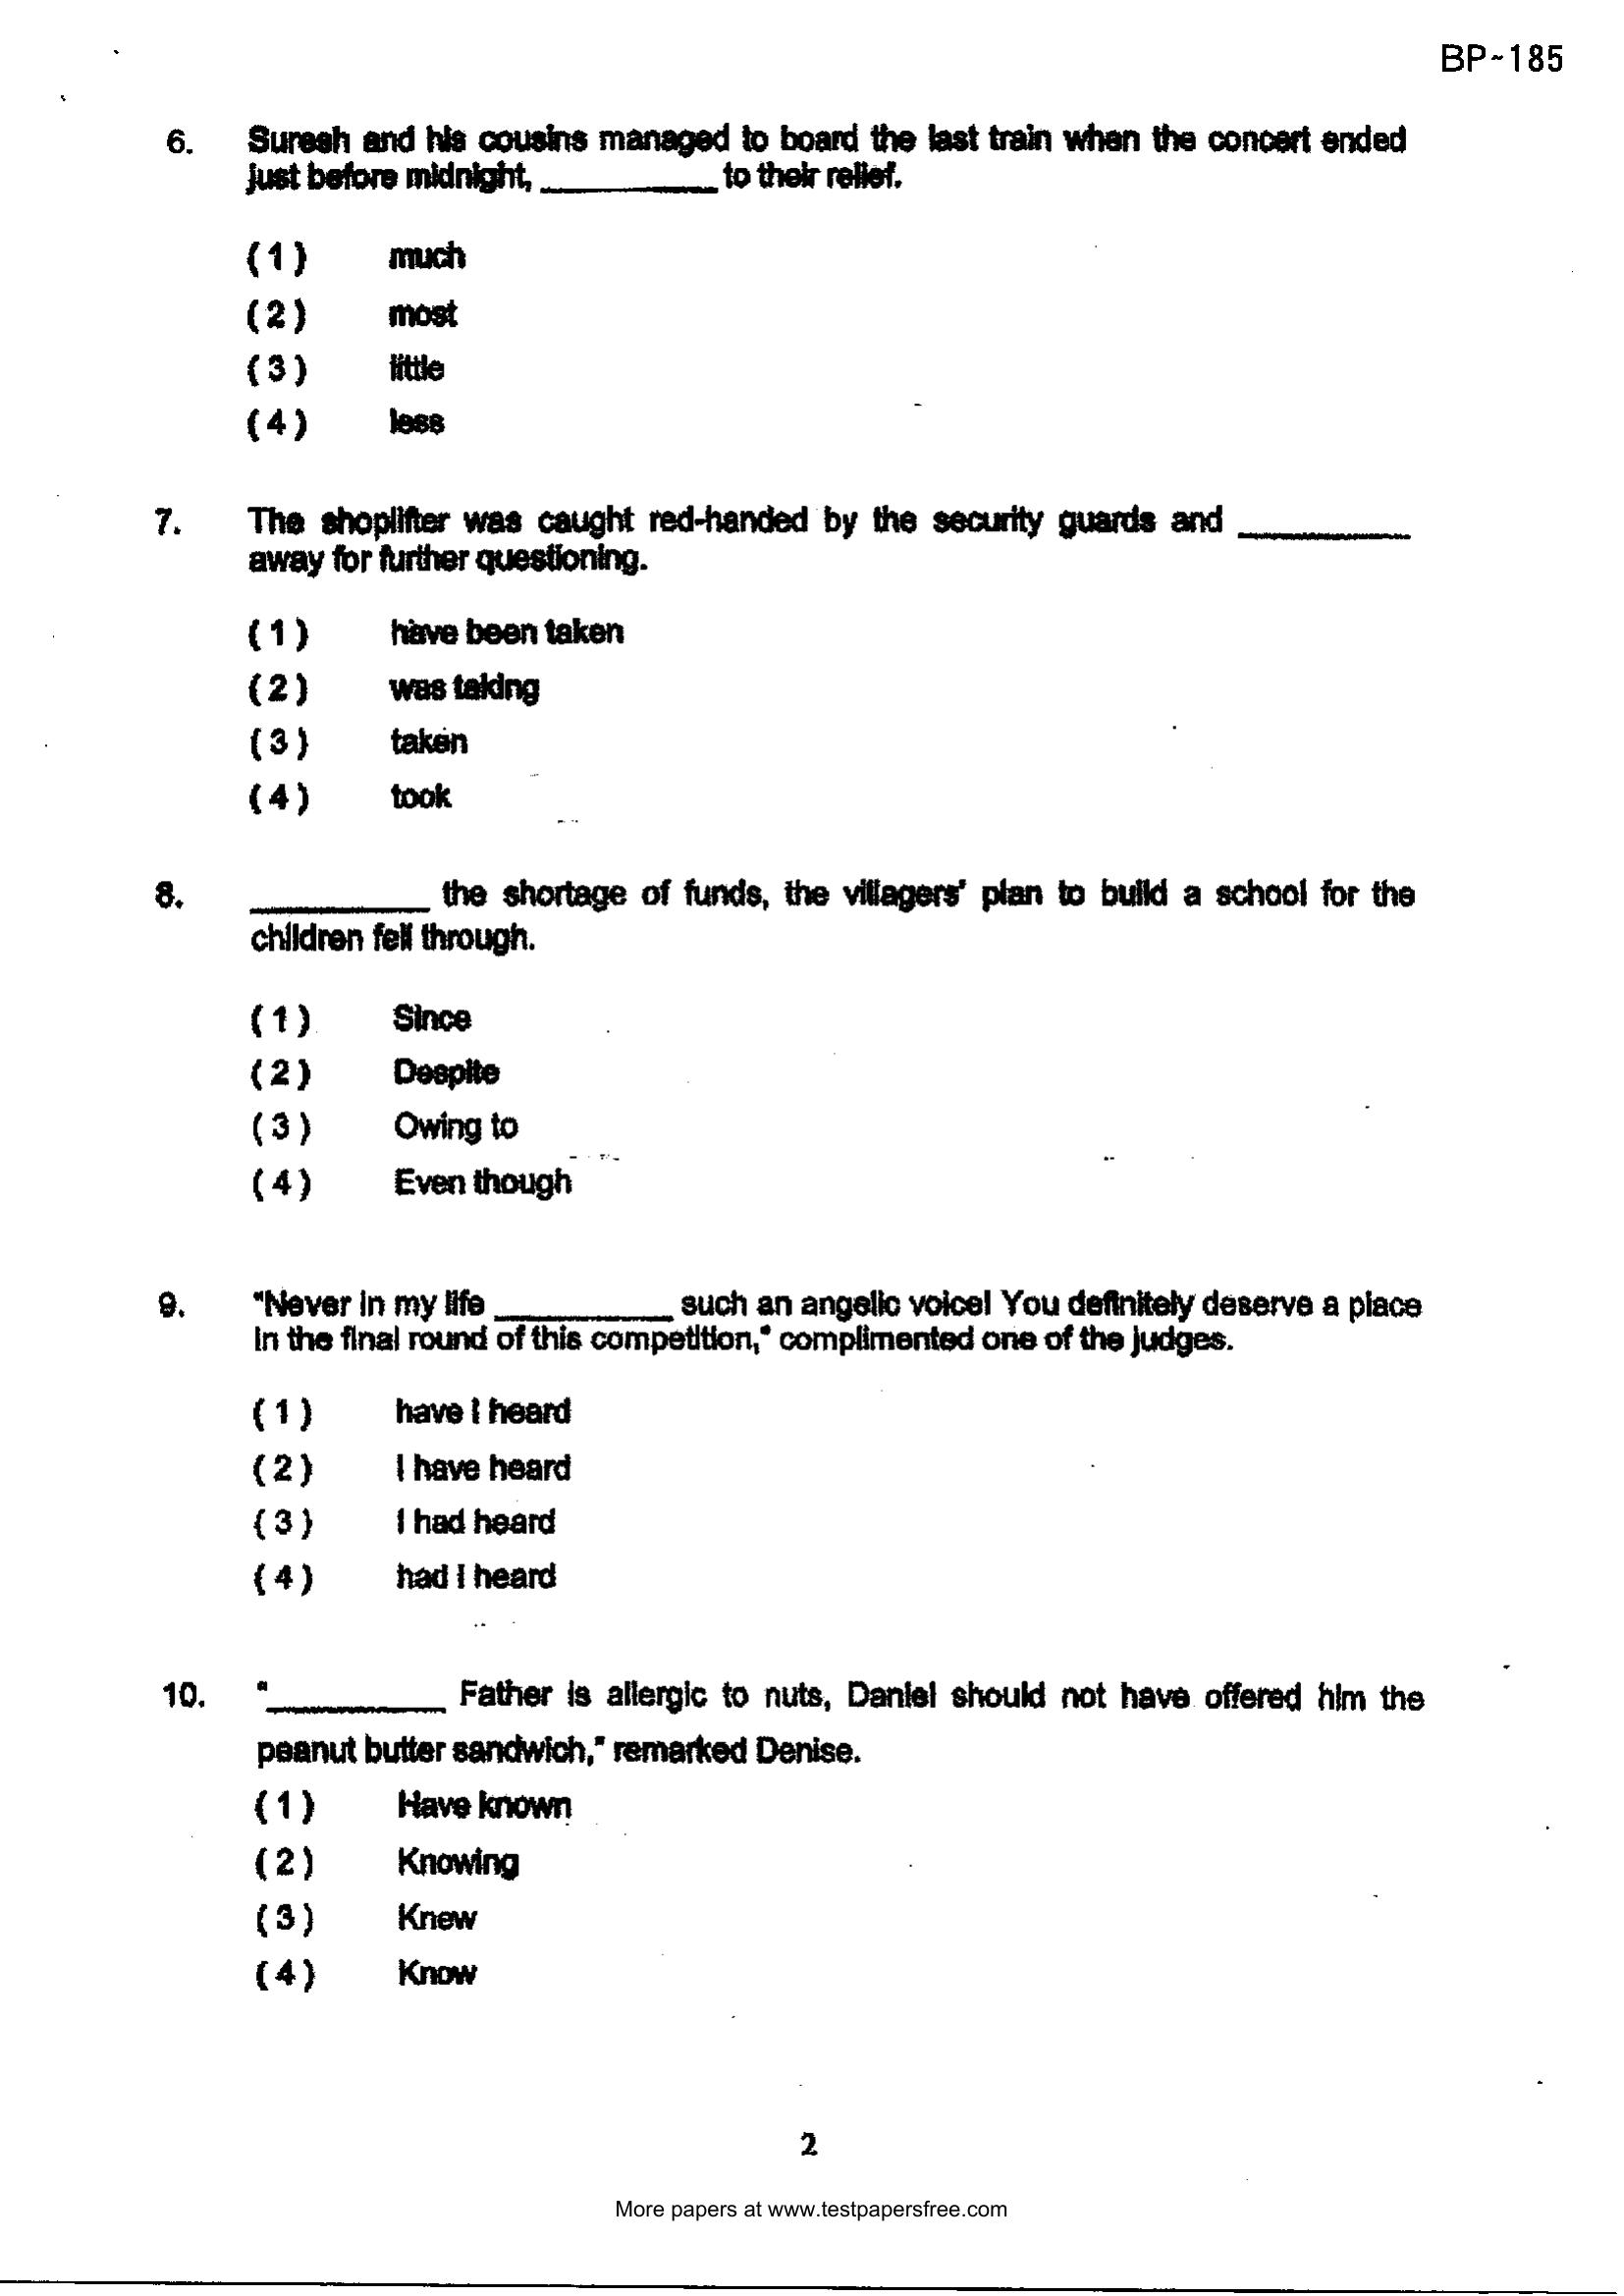 BP~185
6. Suresh and his cousins managed to board the last train when the concert ended
just before midnight, __________ to their relief.
(1) much
(2) most
(3) little
(4) less
7. The shoplifter was caught red-handed by the security guards and __________
away for further questioning.
(1) have been taken
(2) was taking
(3) taken
(4) took
8. __________ the shortage of funds, the villagers' plan to build a school for the
children fell through.
(1) Since
(2) Despite
(3) Owing to
(4) Even though
9. "Never in my life __________ such an angelic voice! You definitely deserve a place
in the final round of this competition," complimented one of the judges.
(1) have I heard
(2) I have heard
(3) I had heard
(4) had I heard
10. "__________ Father is allergic to nuts, Daniel should not have offered him the
peanut butter sandwich," remarked Denise.
(1) Have known
(2) Knowing
(3) Knew
(4) Know
2
More papers at www.testpapersfree.com